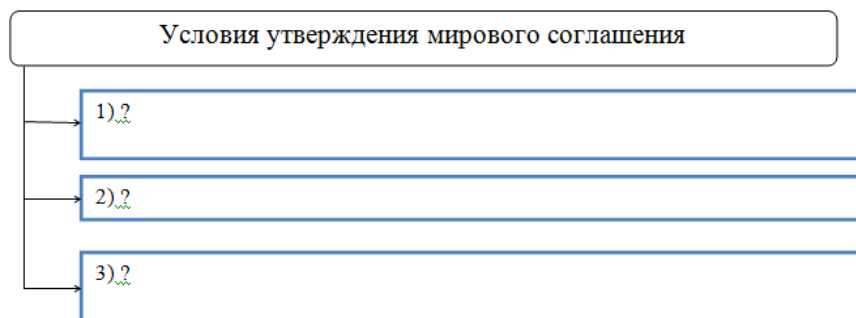 Условия утверждения мирового соглашения
1) ?
2) ?
3) ?